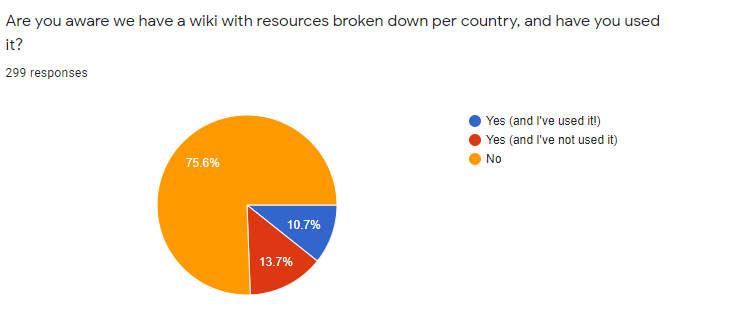 Are you aware we have a wiki with resources broken down per country, and have you used
it?
299 responses
Yes (and I've used it!)
Yes (and I've not used it)
No
75.6%
10.7%
13.7%